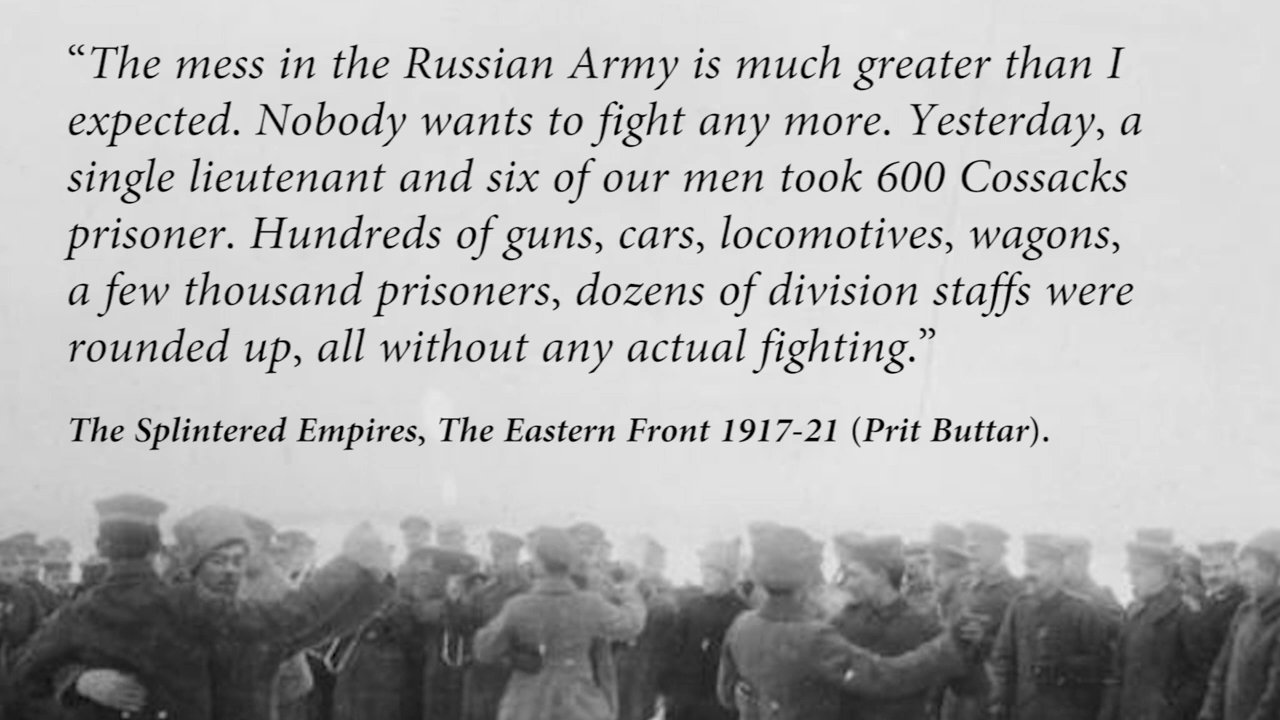 “The mess in the Russian Army is much greater than I
expected. Nobody wants to fight any more. Yesterday, a
single lieutenant and six of our men took 600 Cossacks
prisoner. Hundreds of guns, cars, locomotives, wagons,
a few thousand prisoners, dozens of division staffs were
rounded up, all without any actual fighting.”
The Splintered Empires, The Eastern Front 1917-21 (Prit Buttar).